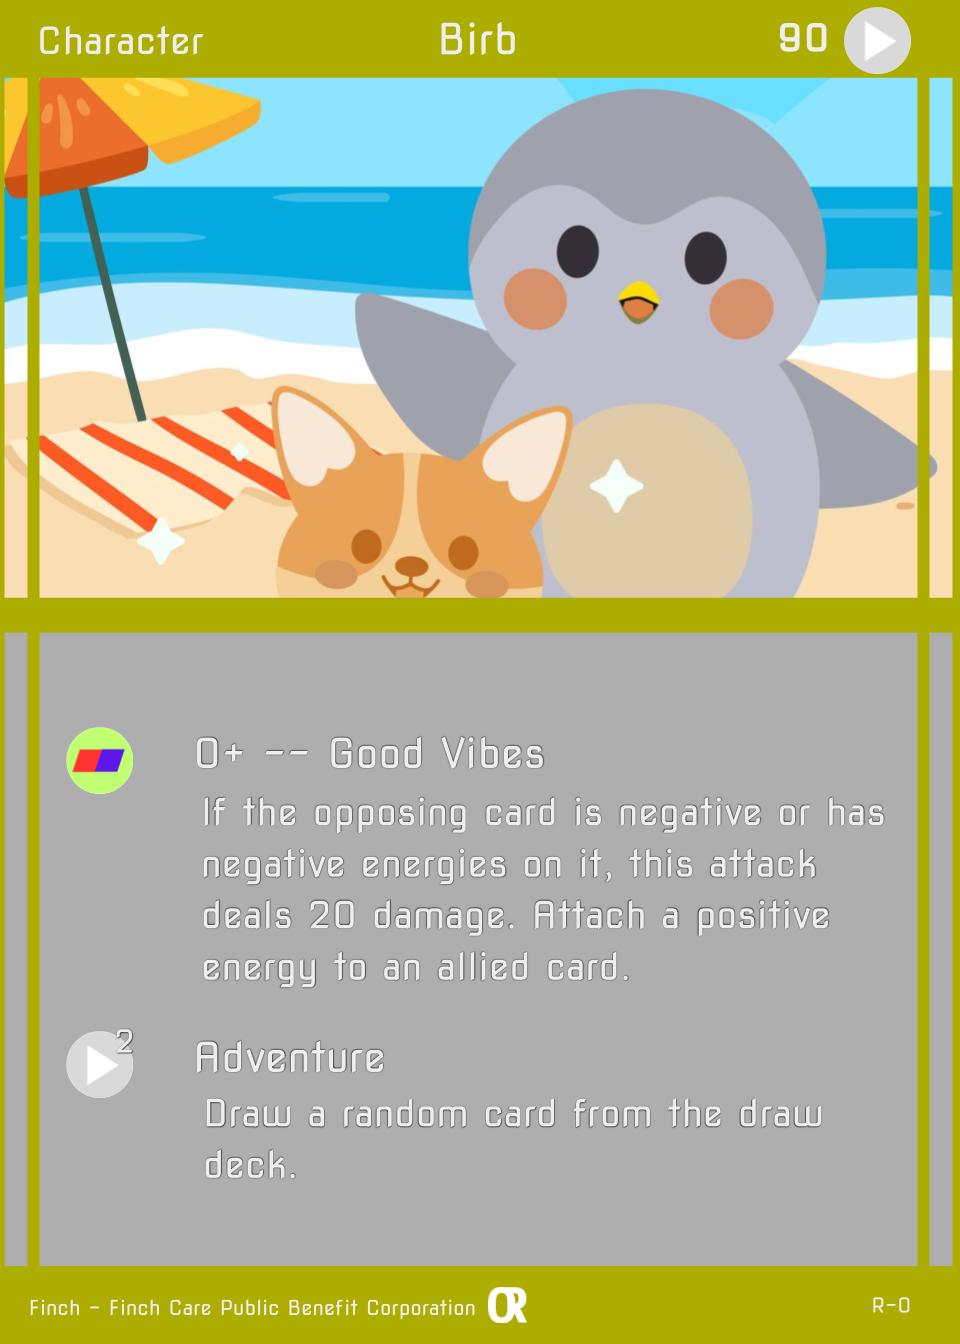 Character
Birb
90
0+ -- Good Vibes
If the opposing card is negative or has
negative energies on it, this attack
deals 20 damage. Attach a positive
energy to an allied card.
2
Adventure
Draw a random card from the draw
deck.
Finch - Finch Care Public Benefit Corporation
OR
R-0